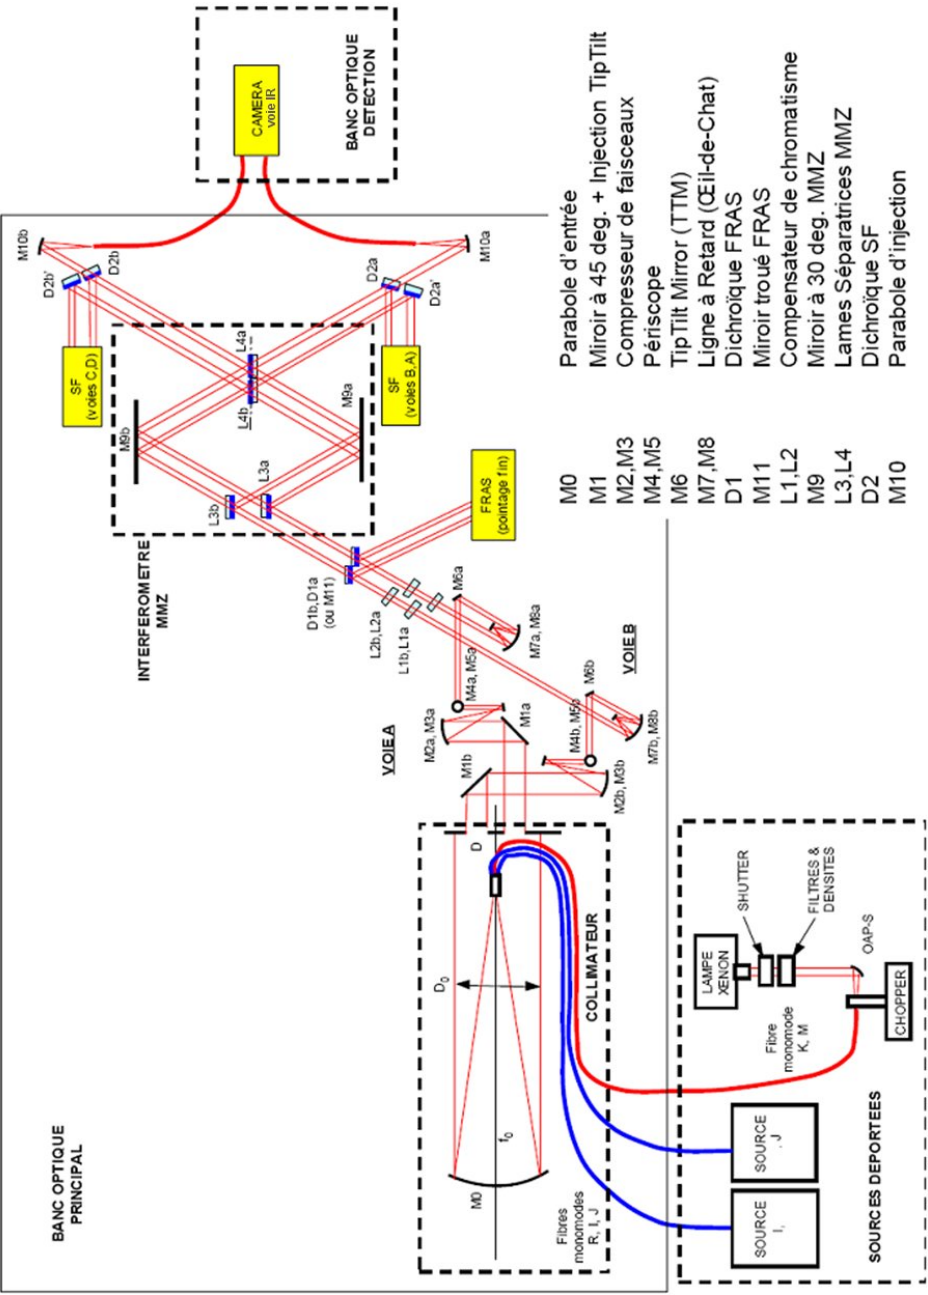 BANC OPTIQUE
PRINCIPAL
INTERFEROMETRE
MMZ
M9b
SF
(voies C,D)
D2b'
D2b
M10b
L3b
L3a
L4b
L4a
M9a
CAMERA
voie IR
BANC OPTIQUE
DETECTION
SF
(voies B,A)
D2a
D2a'
M10a
D1b,D1a
(ou M11)
L2b,L2a
L1b,L1a
FRAS
(pointage fin)
VOIE A
M2a, M3a
M4a, M5a
M6a
M7a, M8a
M1b
M1a
VOIE B
M4b, M5b
M6b
M2b, M3b
M7b, M8b
M0
D0
D
f0
Fibres
monomodes
R, I, J
COLLIMATEUR
SOURCE
I,
SOURCE
, J
LAMPE
XENON
SHUTTER
FILTRES &
DENSITES
Fibre
monomode
K, M
OAP-S
CHOPPER
SOURCES DEPORTEES
M0 Parabole d'entrée
M1 Miroir à 45 deg. + Injection TipTilt
M2,M3 Compresseur de faisceaux
M4,M5 Périscope
M6 TipTilt Mirror (TTM)
M7,M8 Ligne à Retard (Œil-de-Chat)
D1 Dichroïque FRAS
M11 Miroir troué FRAS
L1,L2 Compensateur de chromatisme
M9 Miroir à 30 deg. MMZ
L3,L4 Lames Séparatrices MMZ
D2 Dichroïque SF
M10 Parabole d'injection